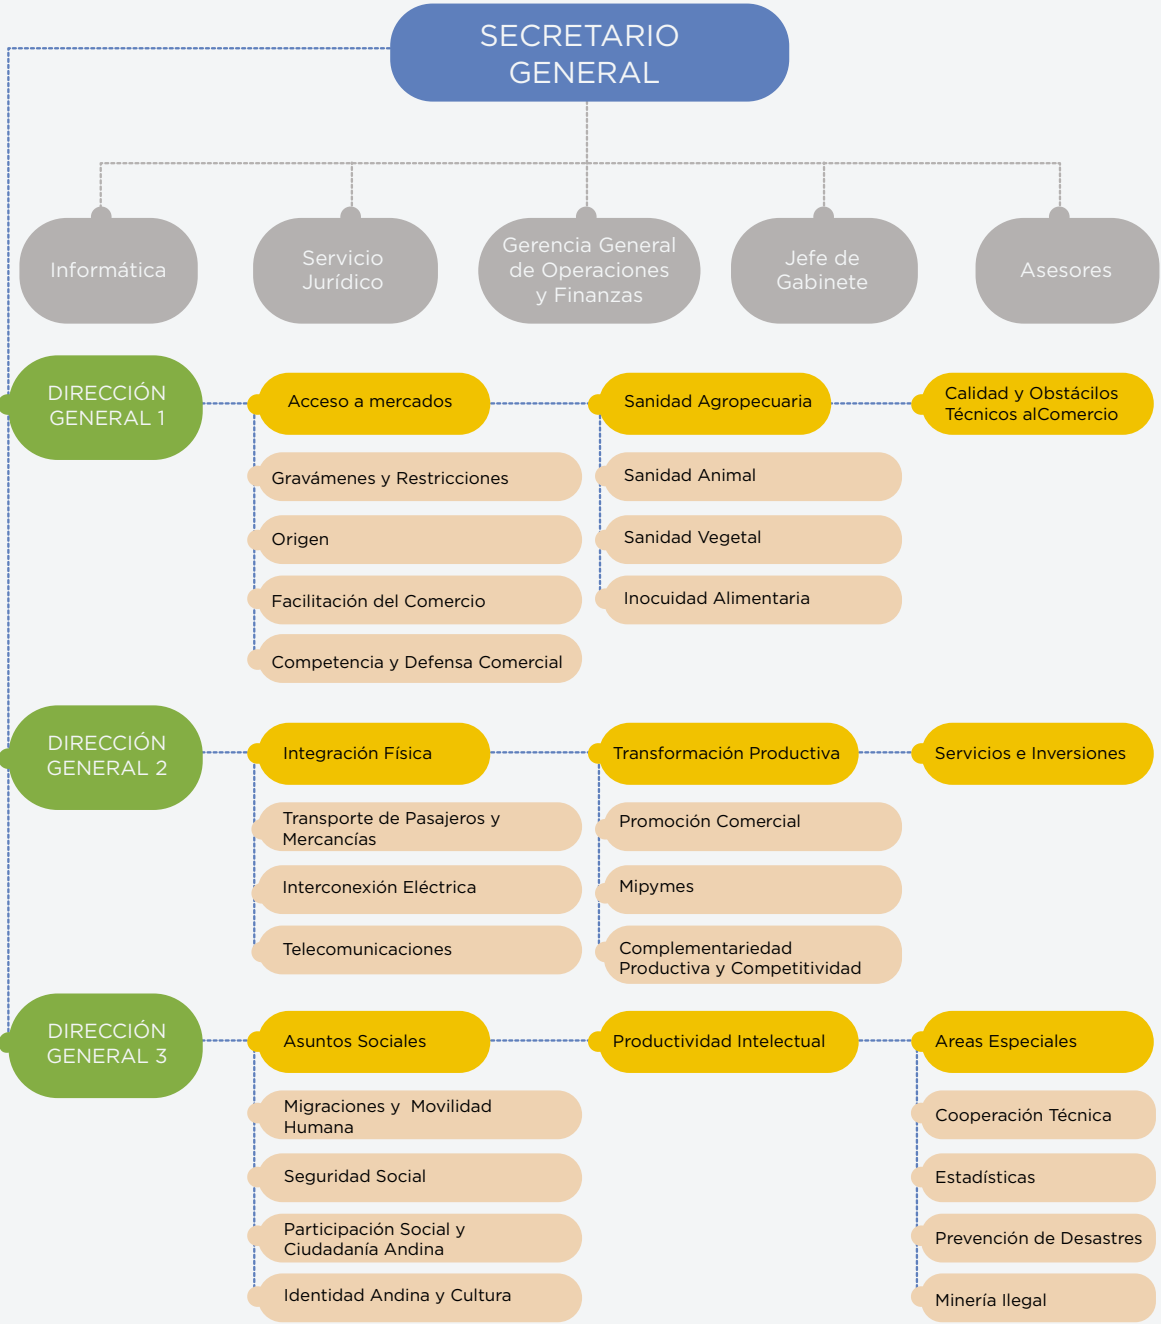 SECRETARIO
GENERAL
Informática
Servicio
Jurídico
Gerencia General
de Operaciones
y Finanzas
Jefe de
Gabinete
Asesores
DIRECCIÓN
GENERAL 1
Acceso a mercados
Sanidad Agropecuaria
Calidad y Obstácilos
Técnicos alComercio
Gravámenes y Restricciones
Origen
Facilitación del Comercio
Competencia y Defensa Comercial
Sanidad Animal
Sanidad Vegetal
Inocuidad Alimentaria
DIRECCIÓN
GENERAL 2
Integración Física
Transformación Productiva
Servicios e Inversiones
Transporte de Pasajeros y
Mercancías
Interconexión Eléctrica
Telecomunicaciones
Promoción Comercial
Mipymes
Complementariedad
Productiva y Competitividad
DIRECCIÓN
GENERAL 3
Asuntos Sociales
Productividad Intelectual
Areas Especiales
Migraciones y  Movilidad
Humana
Seguridad Social
Participación Social y
Ciudadanía Andina
Identidad Andina y Cultura
Cooperación Técnica
Estadísticas
Prevención de Desastres
Minería Ilegal